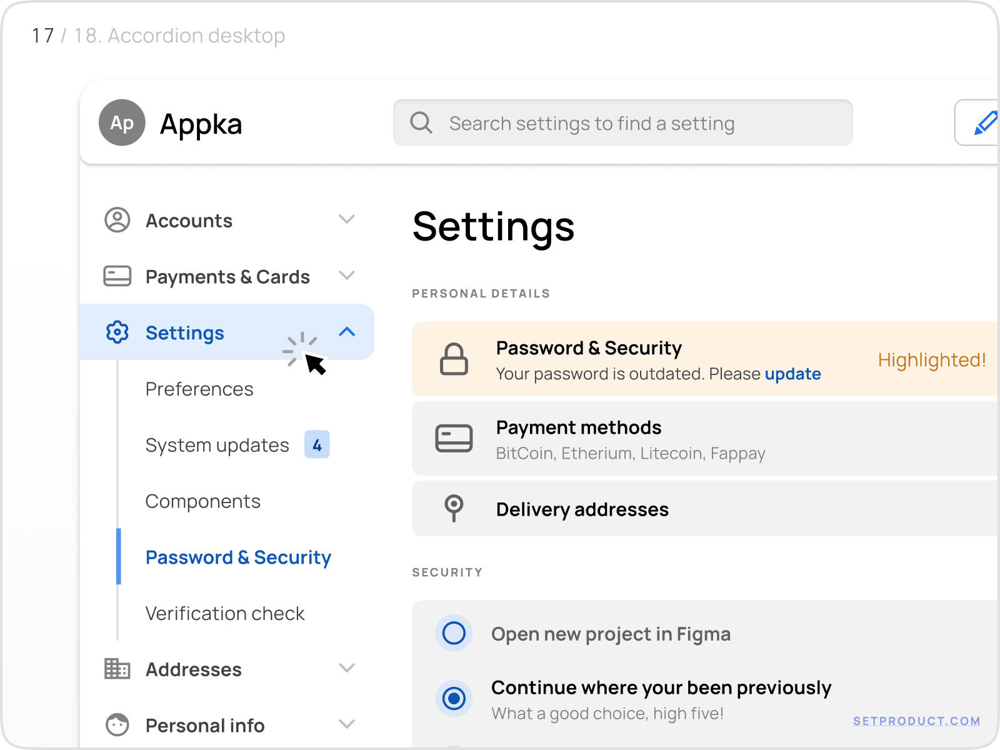 17 / 18. Accordion desktop
Ap Appka
Search settings to find a setting
Accounts
Payments & Cards
Settings
Preferences
System updates 4
Components
Password & Security
Verification check
Addresses
Personal info
Settings
PERSONAL DETAILS
Password & Security
Your password is outdated. Please update
Highlighted!
Payment methods
BitCoin, Etherium, Litecoin, Fappay
Delivery addresses
SECURITY
Open new project in Figma
Continue where your been previously
What a good choice, high five!
SETPRODUCT.COM